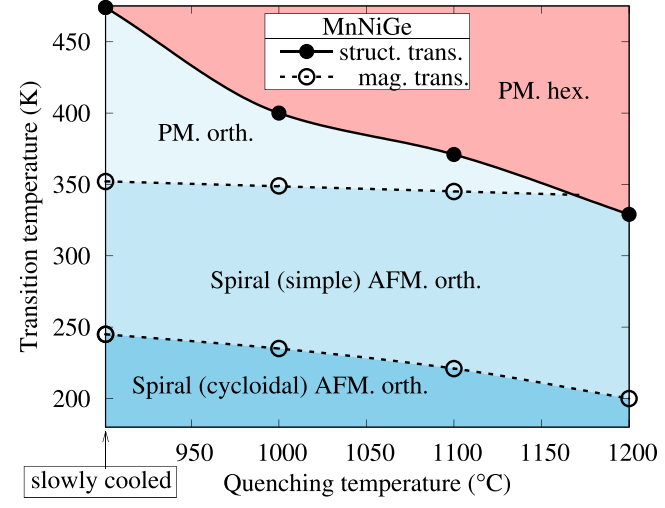 MnNiGe
struct. trans.
mag. trans.
PM. hex.
PM. orth.
Spiral (simple) AFM. orth.
Spiral (cycloidal) AFM. orth.
Transition temperature (K)
450
400
350
300
250
200
950
1000
1050
1100
1150
1200
slowly cooled
Quenching temperature (°C)